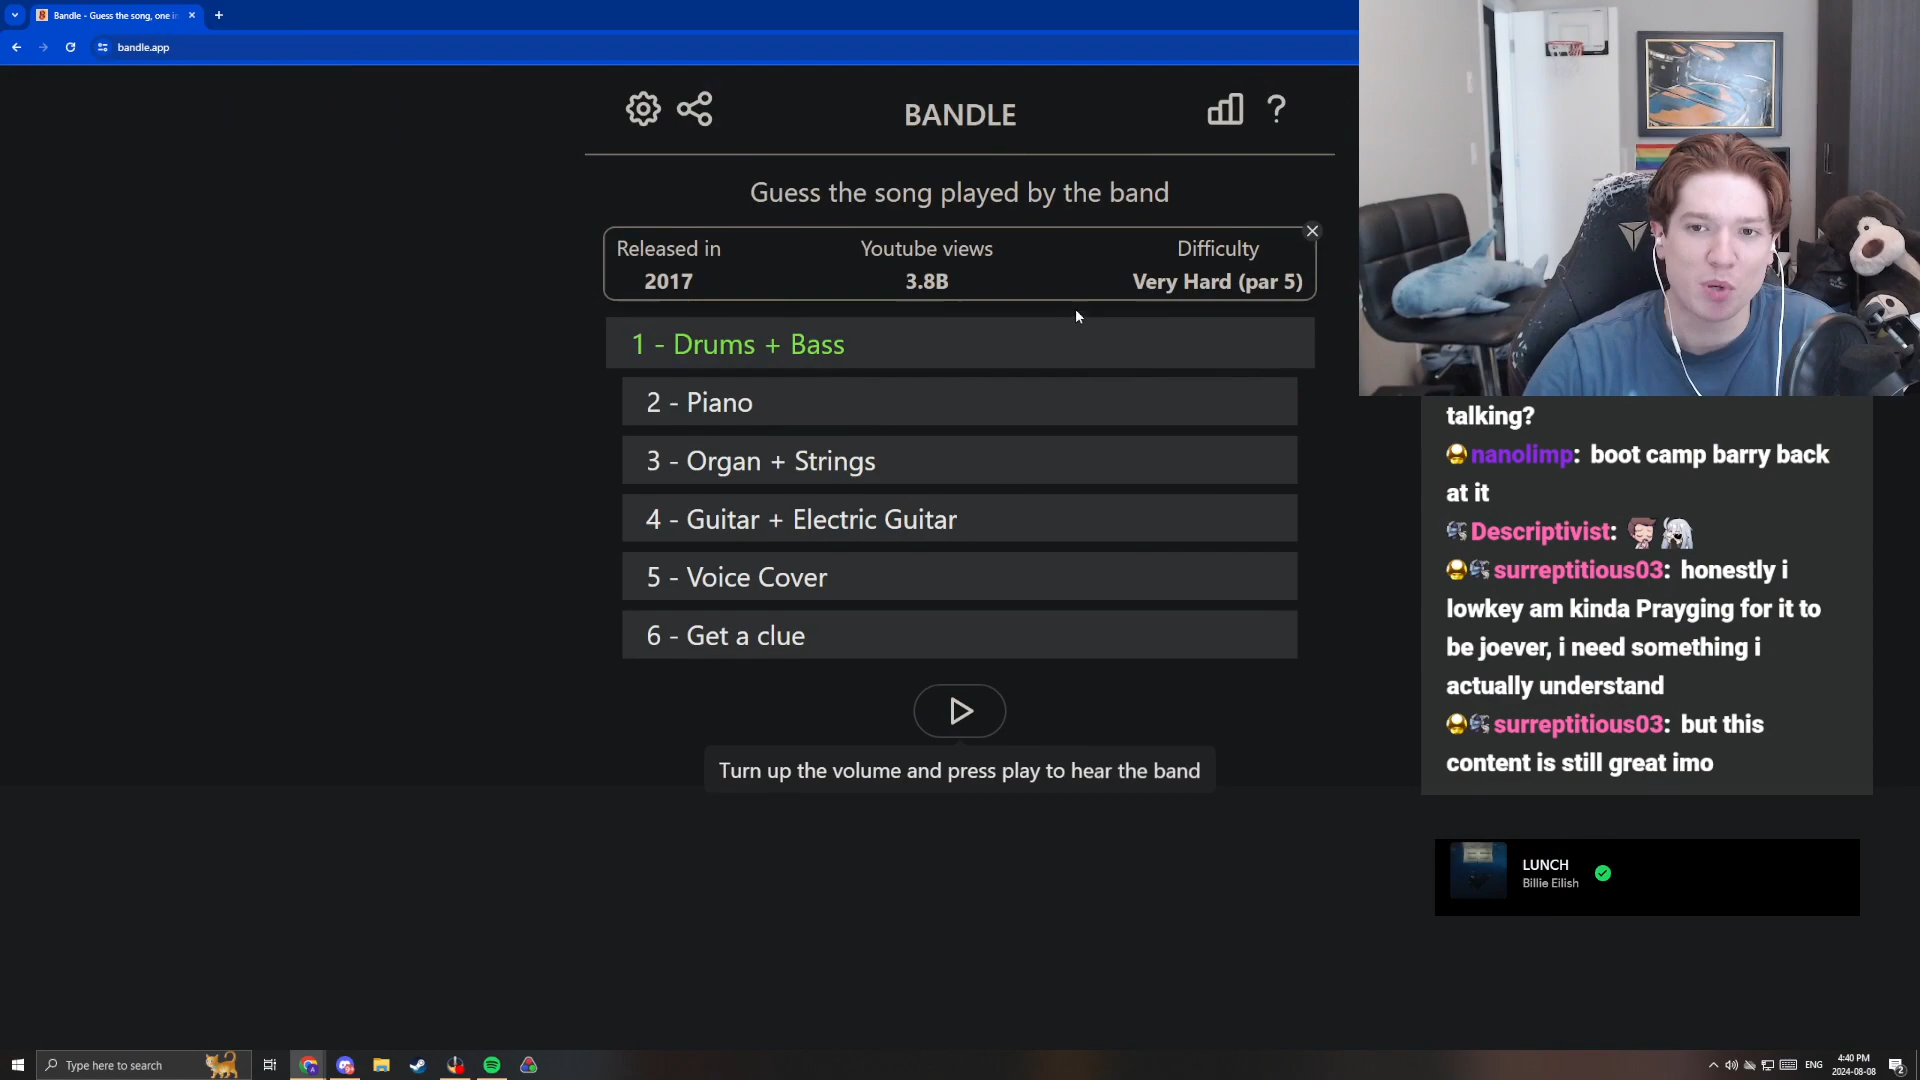 Bandle - Guess the song, one in
bandle.app
BANDLE
Guess the song played by the band
Released in
2017
Youtube views
3.8B
Difficulty
Very Hard (par 5)
1 - Drums + Bass
2 - Piano
3 - Organ + Strings
4 - Guitar + Electric Guitar
5 - Voice Cover
6 - Get a clue
Turn up the volume and press play to hear the band
talking?
nanolimp: boot camp barry back
at it
Descriptivist:
surreptitious03: honestly i
lowkey am kinda Prayging for it to
be joever, i need something i
actually understand
surreptitious03: but this
content is still great imo
LUNCH
Billie Eilish
Type here to search
ENG
4:40 PM
2024-08-08
2